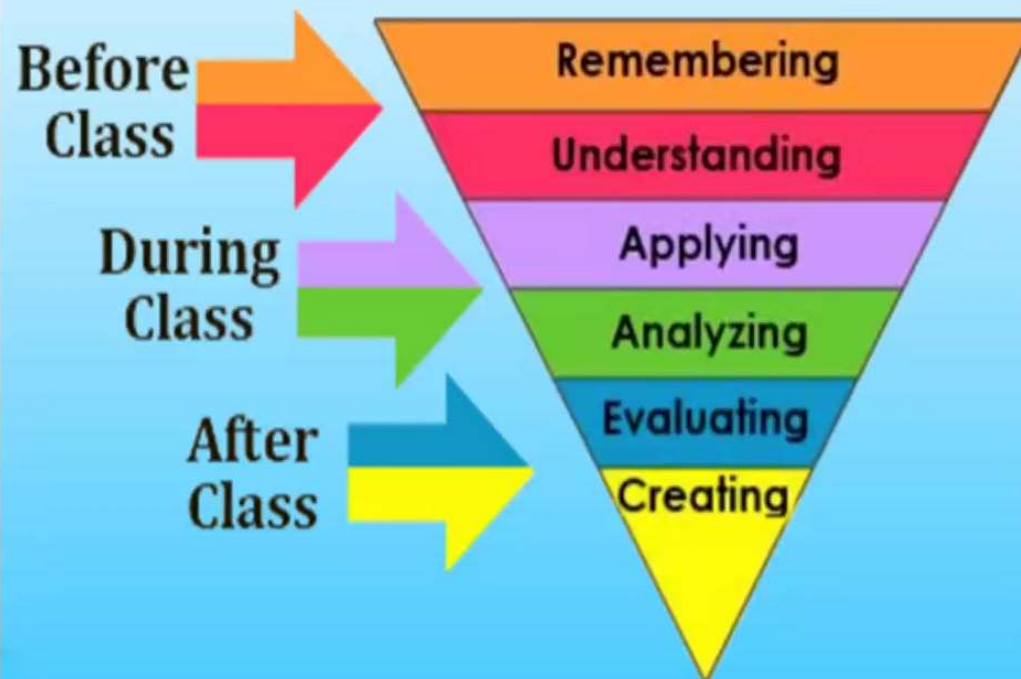 Before
Class
Remembering
Understanding
During
Class
Applying
Analyzing
After
Class
Evaluating
Creating